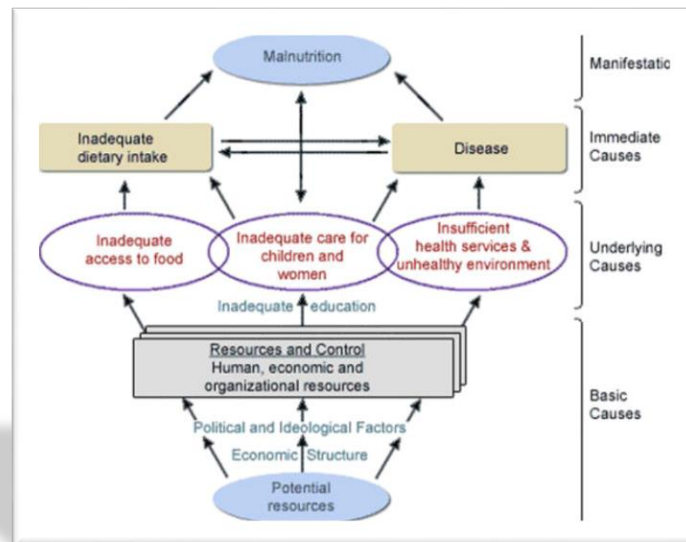 Malnutrition
Manifestatic
Inadequate
dietary intake
Disease
Immediate
Causes
Inadequate
access to food
Inadequate care for
children and
women
Insufficient
health services &
unhealthy environment
Underlying
Causes
Inadequate education
Resources and Control
Human, economic and
organizational resources
Basic
Causes
Political and Ideological Factors
Economic Structure
Potential
resources